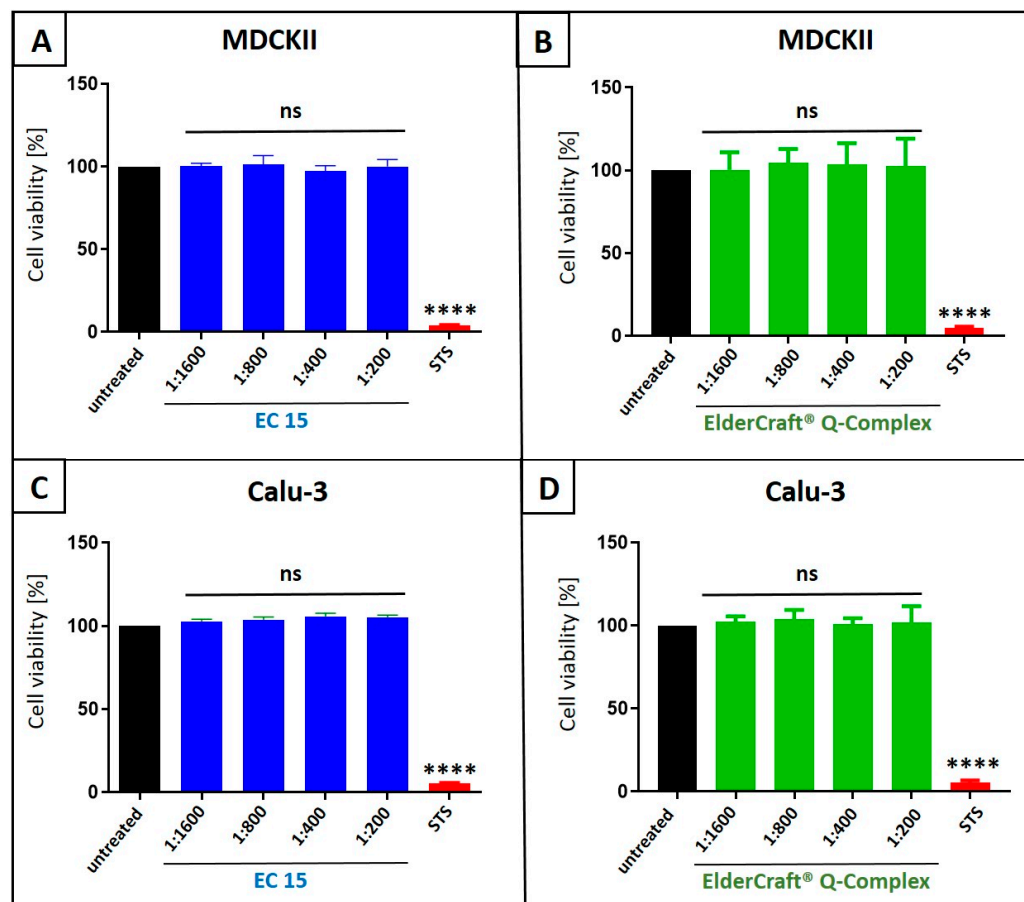 A
MDCKII
Cell viability [%]
150
100
50
0
ns
****
untreated
1:1600
1:800
1:400
1:200
STS
EC 15
B
MDCKII
Cell viability [%]
150
100
50
0
ns
****
untreated
1:1600
1:800
1:400
1:200
STS
ElderCraft® Q-Complex
C
Calu-3
Cell viability [%]
150
100
50
0
ns
****
untreated
1:1600
1:800
1:400
1:200
STS
EC 15
D
Calu-3
Cell viability [%]
150
100
50
0
ns
****
untreated
1:1600
1:800
1:400
1:200
STS
ElderCraft® Q-Complex